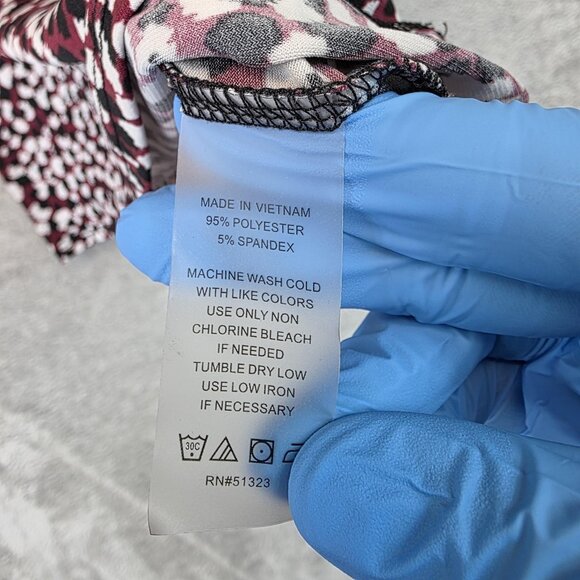 MADE IN VIETNAM
95% POLYESTER
5% SPANDEX
MACHINE WASH COLD
WITH LIKE COLORS
USE ONLY NON
CHLORINE BLEACH
IF NEEDED
TUMBLE DRY LOW
USE LOW IRON
IF NECESSARY
30C
RN#51323